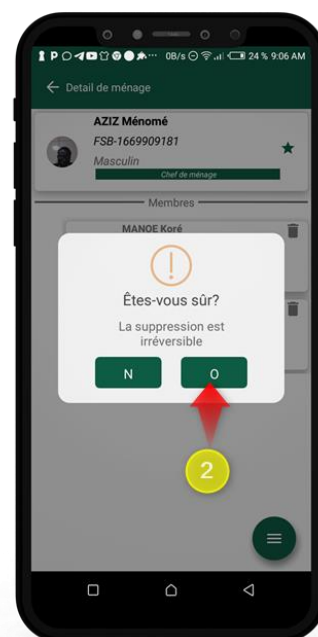 0B/s 24 % 9:06 AM
Detail de ménage
AZIZ Ménomé
FSB-1669909181
Masculin
Chef de ménage
Membres
MANOE Koré
Êtes-vous sûr?
La suppression est
irréversible
N O
2